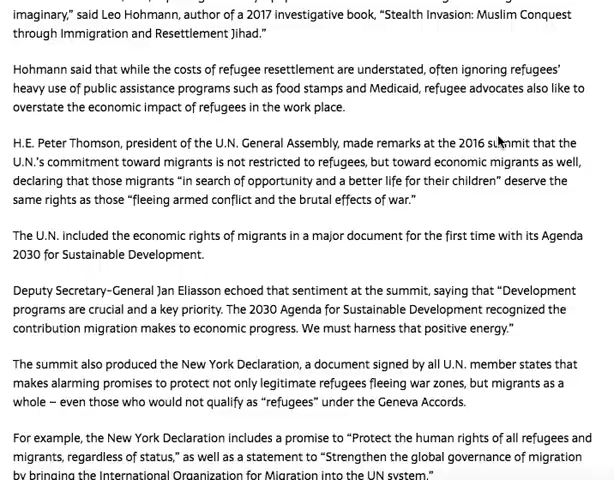 imaginary,” said Leo Hohmann, author of a 2017 investigative book, “Stealth Invasion: Muslim Conquest
through Immigration and Resettlement Jihad.”
Hohmann said that while the costs of refugee resettlement are understated, often ignoring refugees’
heavy use of public assistance programs such as food stamps and Medicaid, refugee advocates also like to
overstate the economic impact of refugees in the work place.
H.E. Peter Thomson, president of the U.N. General Assembly, made remarks at the 2016 summit that the
U.N.’s commitment toward migrants is not restricted to refugees, but toward economic migrants as well,
declaring that those migrants “in search of opportunity and a better life for their children” deserve the
same rights as those “fleeing armed conflict and the brutal effects of war.”
The U.N. included the economic rights of migrants in a major document for the first time with its Agenda
2030 for Sustainable Development.
Deputy Secretary-General Jan Eliasson echoed that sentiment at the summit, saying that “Development
programs are crucial and a key priority. The 2030 Agenda for Sustainable Development recognized the
contribution migration makes to economic progress. We must harness that positive energy.”
The summit also produced the New York Declaration, a document signed by all U.N. member states that
makes alarming promises to protect not only legitimate refugees fleeing war zones, but migrants as a
whole – even those who would not qualify as “refugees” under the Geneva Accords.
For example, the New York Declaration includes a promise to “Protect the human rights of all refugees and
migrants, regardless of status,” as well as a statement to “Strengthen the global governance of migration
by bringing the International Organization for Migration into the UN system.”